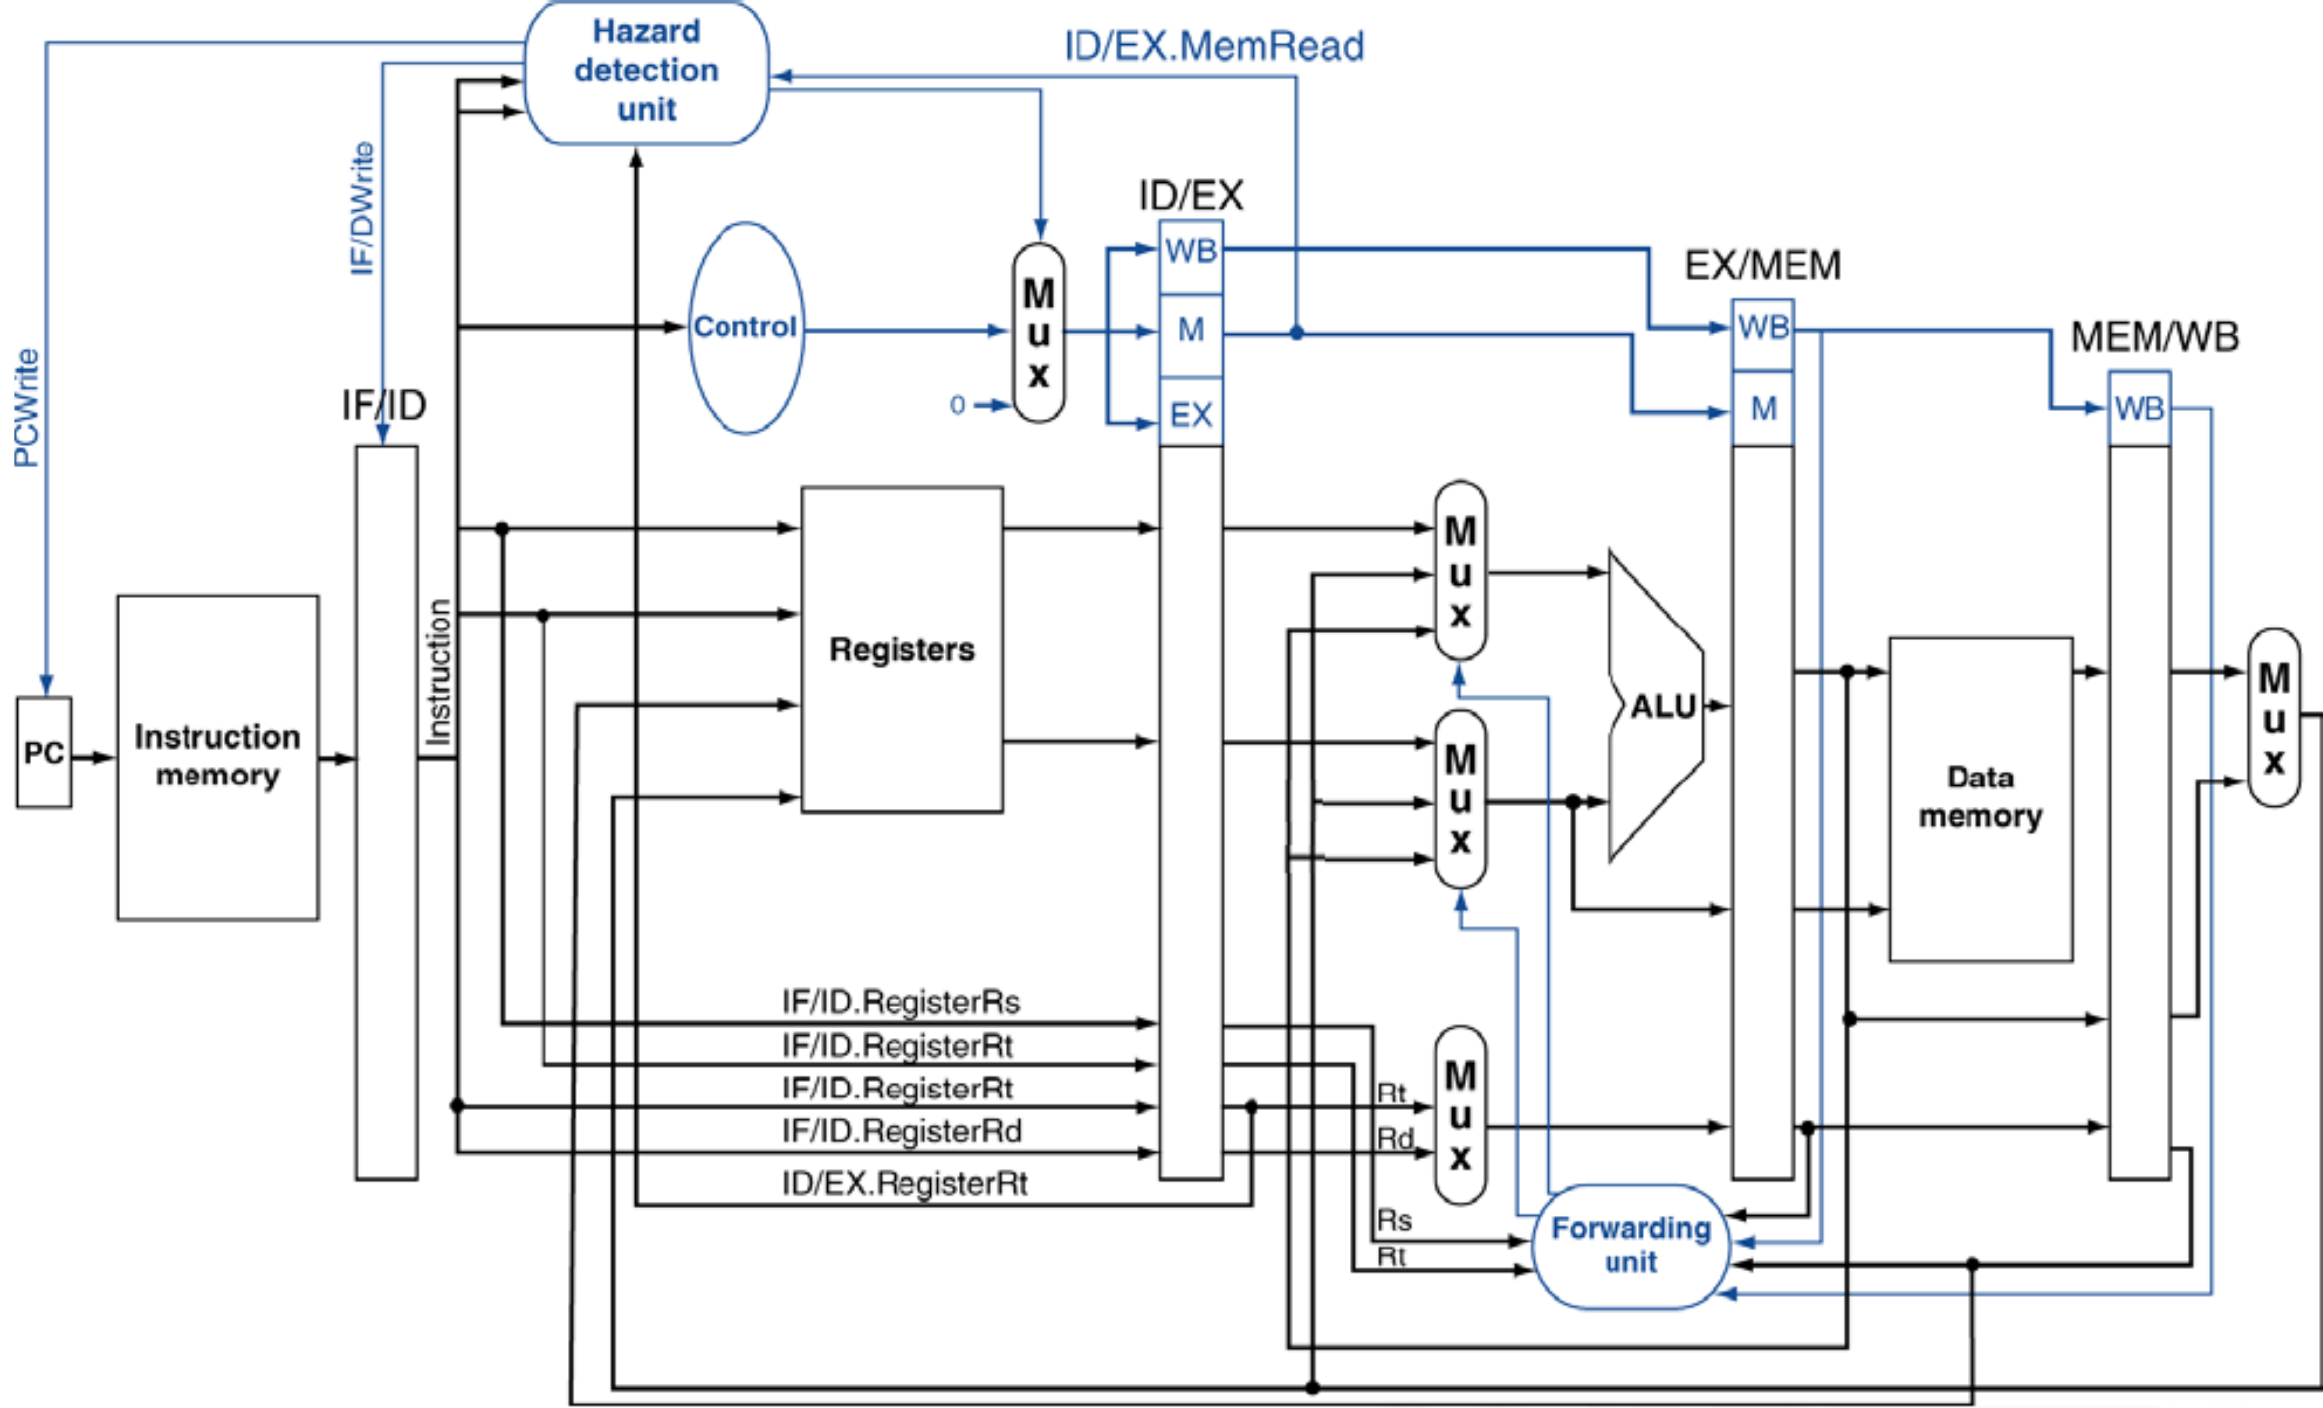 Hazard
detection
unit
ID/EX.MemRead
IF/DWrite
PCWrite
ID/EX
WB
M
EX
Control
M
u
x
0
EX/MEM
WB
M
MEM/WB
WB
IF/ID
Instruction
PC
Instruction
memory
Registers
M
u
x
M
u
x
ALU
Data
memory
M
u
x
IF/ID.RegisterRs
IF/ID.RegisterRt
IF/ID.RegisterRt
IF/ID.RegisterRd
ID/EX.RegisterRt
Rt
Rd
M
u
x
Rs
Rt
Forwarding
unit